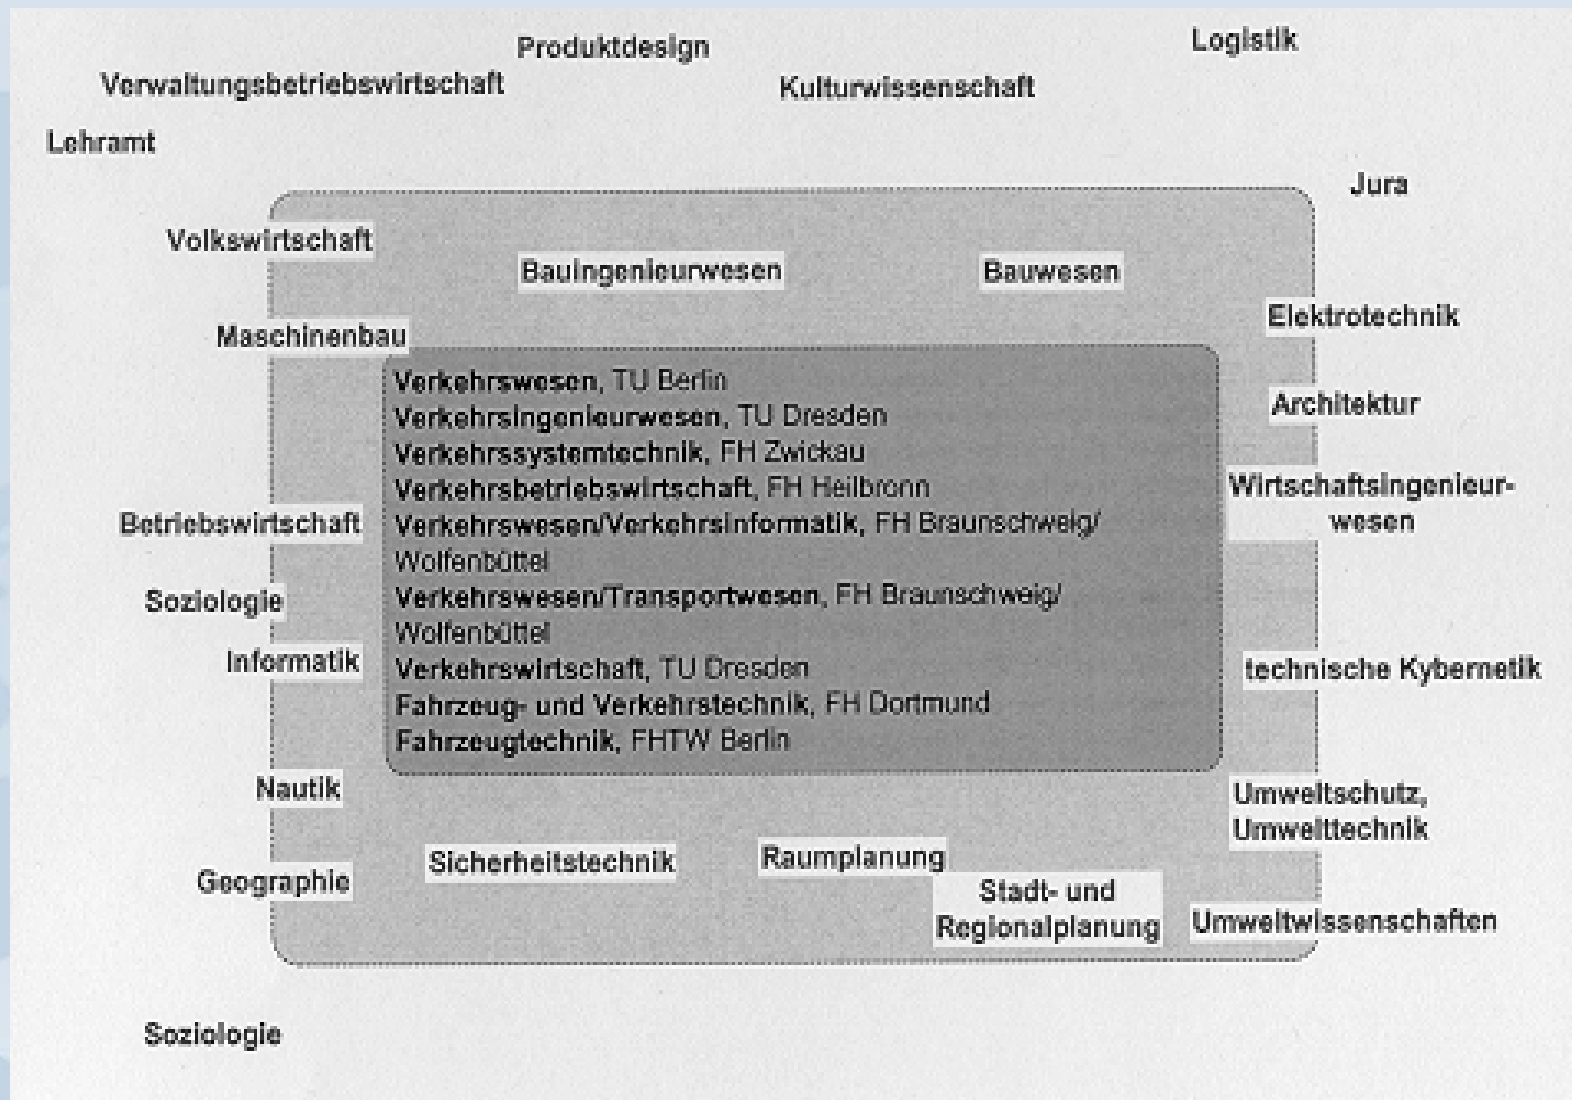 Produktdesign
Logistik
Verwaltungsbetriebswirtschaft
Kulturwissenschaft
Lehramt
Jura
Volkswirtschaft
Bauingenieurwesen
Bauwesen
Elektrotechnik
Maschinenbau
Verkehrswesen, TU Berlin
Verkehrsingenieurwesen, TU Dresden
Verkehrssystemtechnik, FH Zwickau
Verkehrsbetriebswirtschaft, FH Heilbronn
Verkehrswesen/Verkehrsinformatik, FH Braunschweig/
Wolfenbüttel
Verkehrswesen/Transportwesen, FH Braunschweig/
Wolfenbüttel
Verkehrswirtschaft, TU Dresden
Fahrzeug- und Verkehrstechnik, FH Dortmund
Fahrzeugtechnik, FHTW Berlin
Architektur
Wirtschaftsingenieur-
wesen
Betriebswirtschaft
Soziologie
Informatik
technische Kybernetik
Nautik
Umweltschutz,
Umwelttechnik
Geographie
Sicherheitstechnik
Raumplanung
Stadt- und
Regionalplanung
Umweltwissenschaften
Soziologie